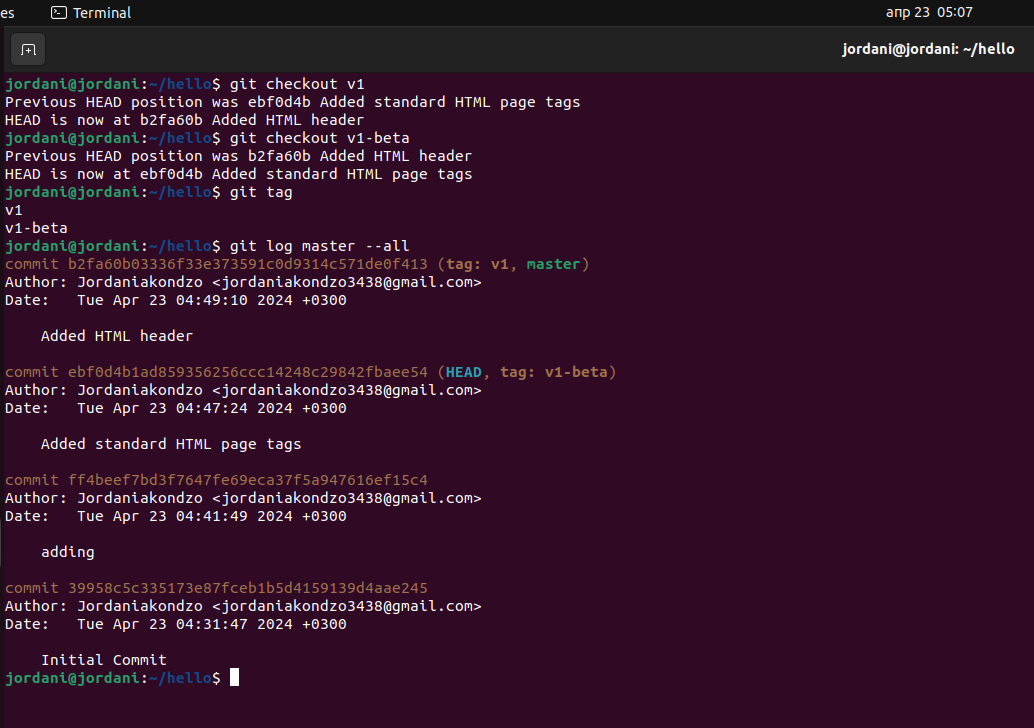 es Terminal апр 23 05:07
jordani@jordani: ~/hello
jordani@jordani:~/hello$ git checkout v1
Previous HEAD position was ebf0d4b Added standard HTML page tags
HEAD is now at b2fa60b Added HTML header
jordani@jordani:~/hello$ git checkout v1-beta
Previous HEAD position was b2fa60b Added HTML header
HEAD is now at ebf0d4b Added standard HTML page tags
jordani@jordani:~/hello$ git tag
v1
v1-beta
jordani@jordani:~/hello$ git log master --all
commit b2fa60b03336f33e373591c0d9314c571de0f413 (tag: v1, master)
Author: Jordaniakondzo <jordaniakondzo3438@gmail.com>
Date:   Tue Apr 23 04:49:10 2024 +0300
    Added HTML header
commit ebf0d4b1ad859356256ccc14248c29842fbaee54 (HEAD, tag: v1-beta)
Author: Jordaniakondzo <jordaniakondzo3438@gmail.com>
Date:   Tue Apr 23 04:47:24 2024 +0300
    Added standard HTML page tags
commit ff4beef7bd3f7647fe69eca37f5a947616ef15c4
Author: Jordaniakondzo <jordaniakondzo3438@gmail.com>
Date:   Tue Apr 23 04:41:49 2024 +0300
    adding
commit 39958c5c335173e87fceb1b5d4159139d4aae245
Author: Jordaniakondzo <jordaniakondzo3438@gmail.com>
Date:   Tue Apr 23 04:31:47 2024 +0300
    Initial Commit
jordani@jordani:~/hello$